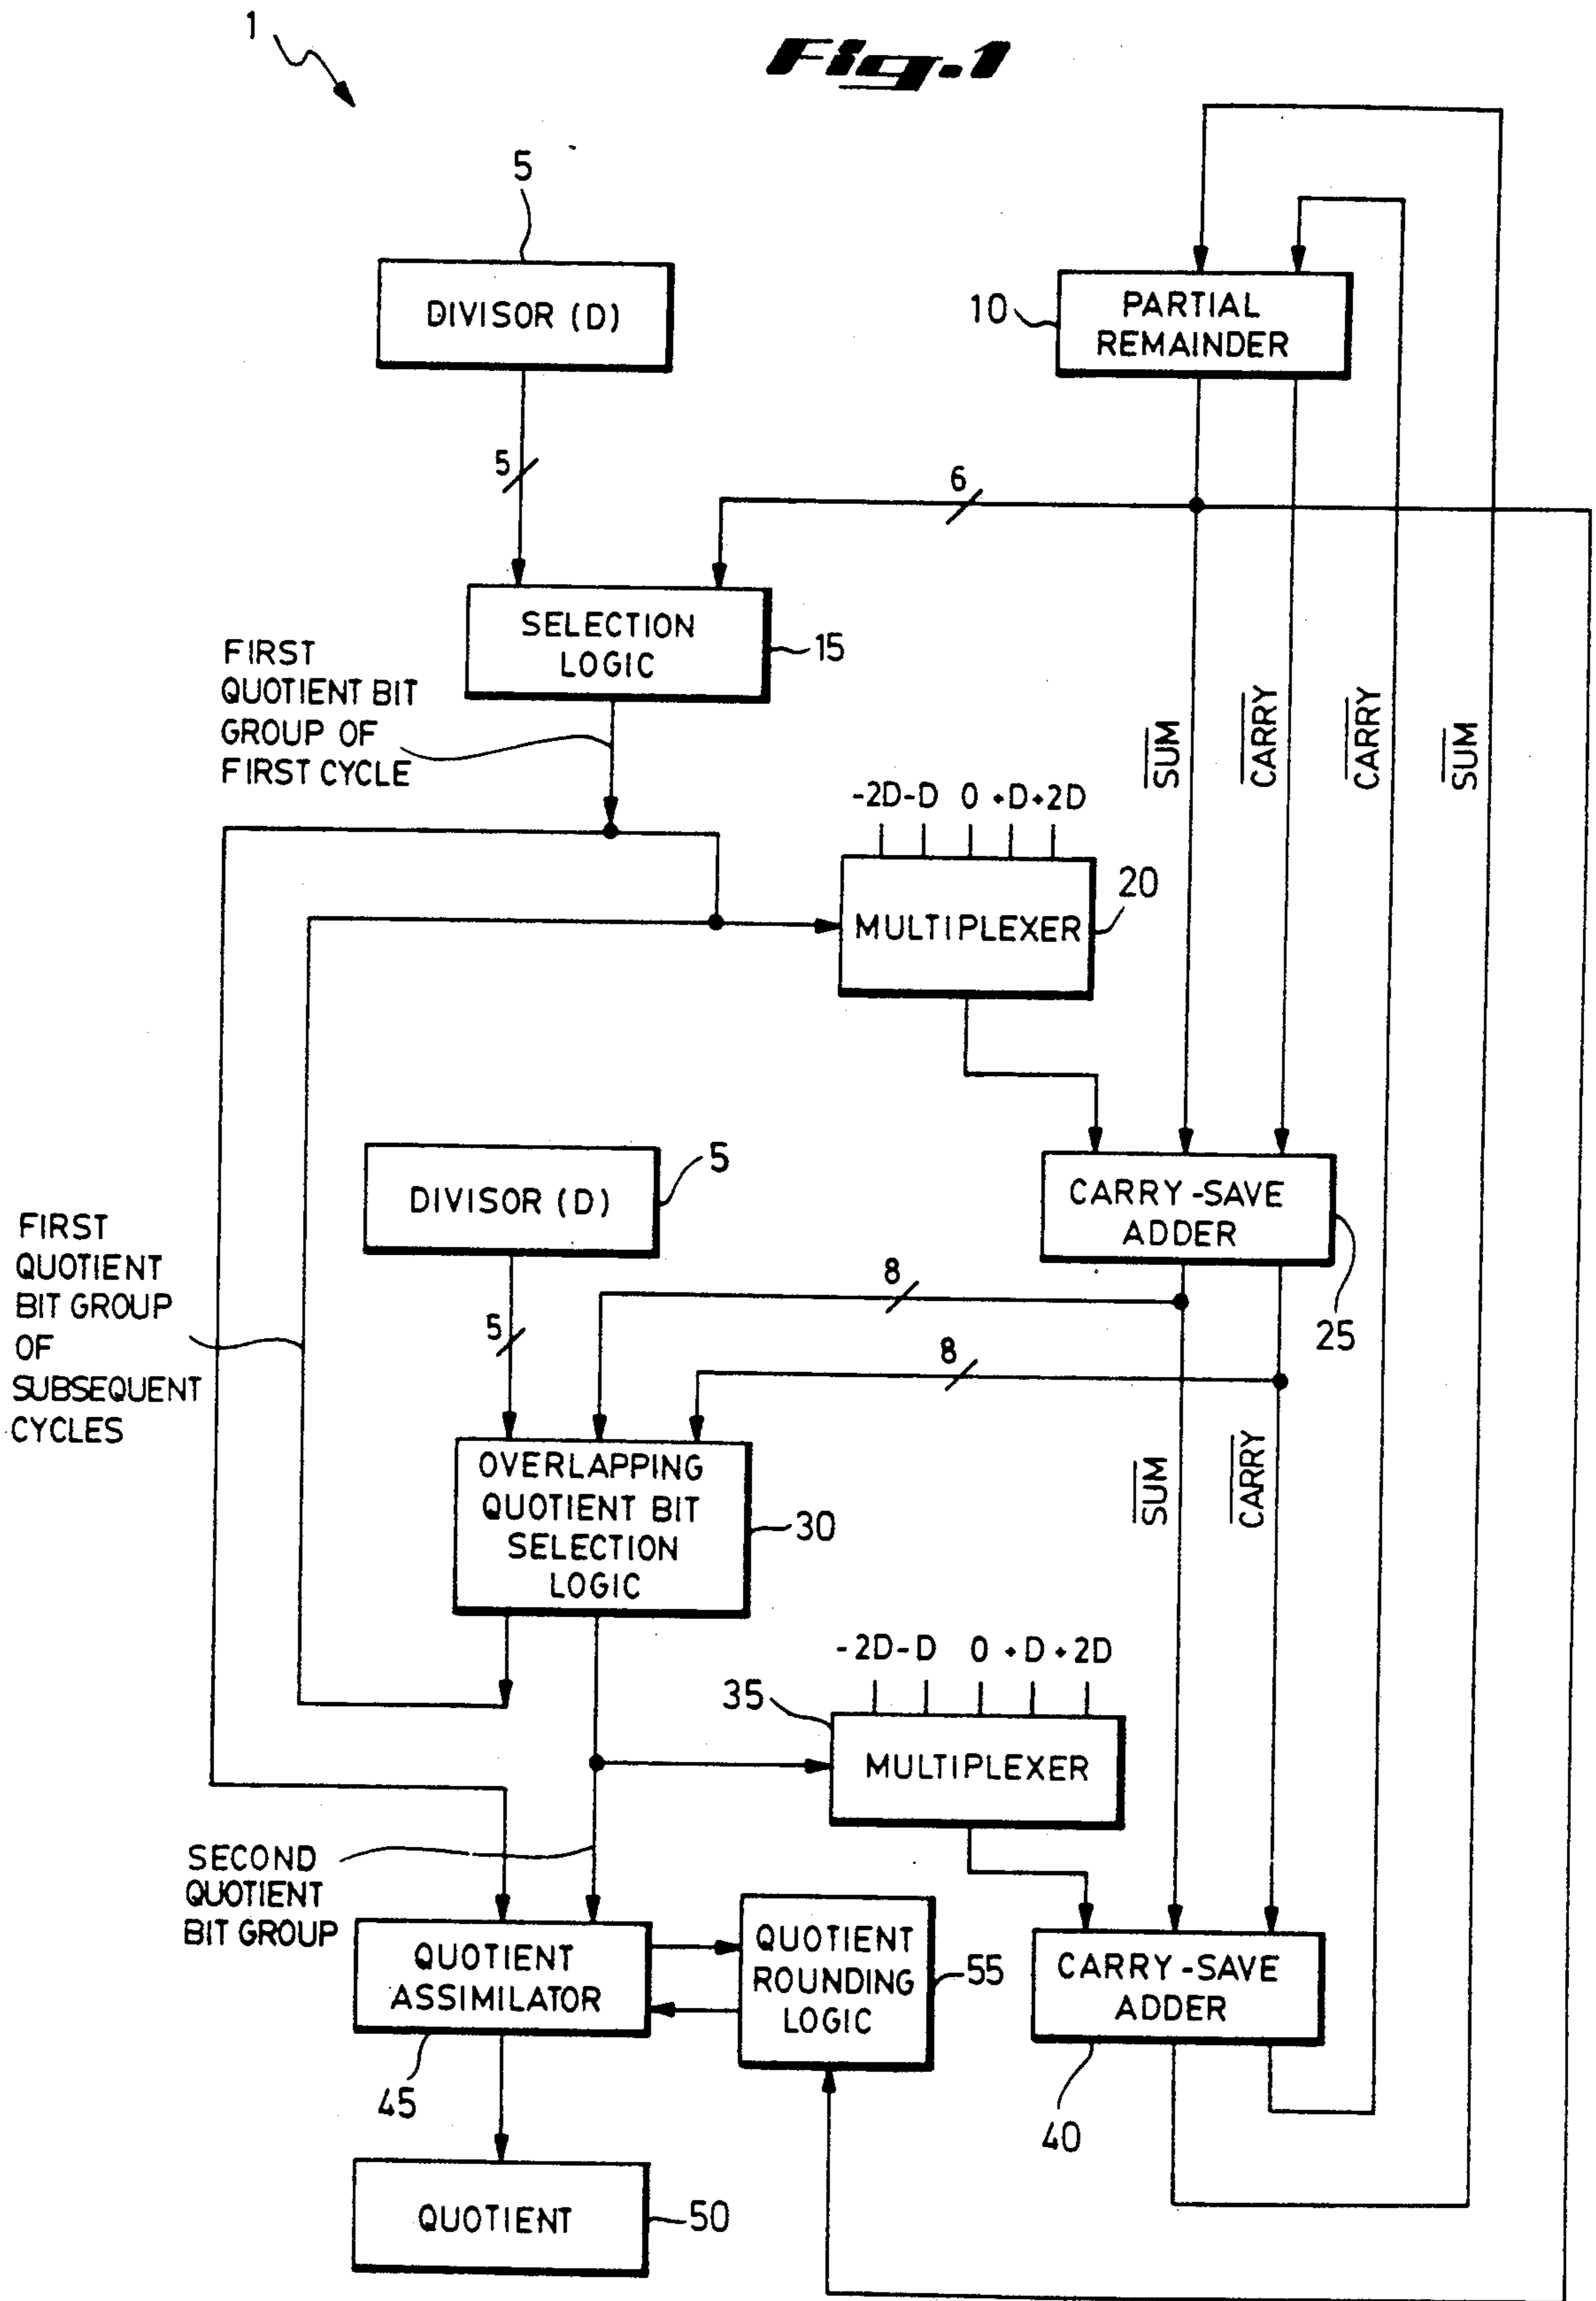 1
Fig.1
5
DIVISOR (D)
10
PARTIAL
REMAINDER
5
6
SELECTION
LOGIC
15
FIRST
QUOTIENT BIT
GROUP OF
FIRST CYCLE
SUM
CARRY
CARRY
SUM
-2D -D 0 +D +2D
MULTIPLEXER
20
DIVISOR (D)
5
CARRY-SAVE
ADDER
25
FIRST
QUOTIENT
BIT GROUP
OF
SUBSEQUENT
CYCLES
5
8
8
OVERLAPPING
QUOTIENT BIT
SELECTION
LOGIC
30
SUM
CARRY
-2D -D 0 +D +2D
35
MULTIPLEXER
SECOND
QUOTIENT
BIT GROUP
QUOTIENT
ASSIMILATOR
45
QUOTIENT
ROUNDING
LOGIC
55
CARRY-SAVE
ADDER
40
QUOTIENT
50